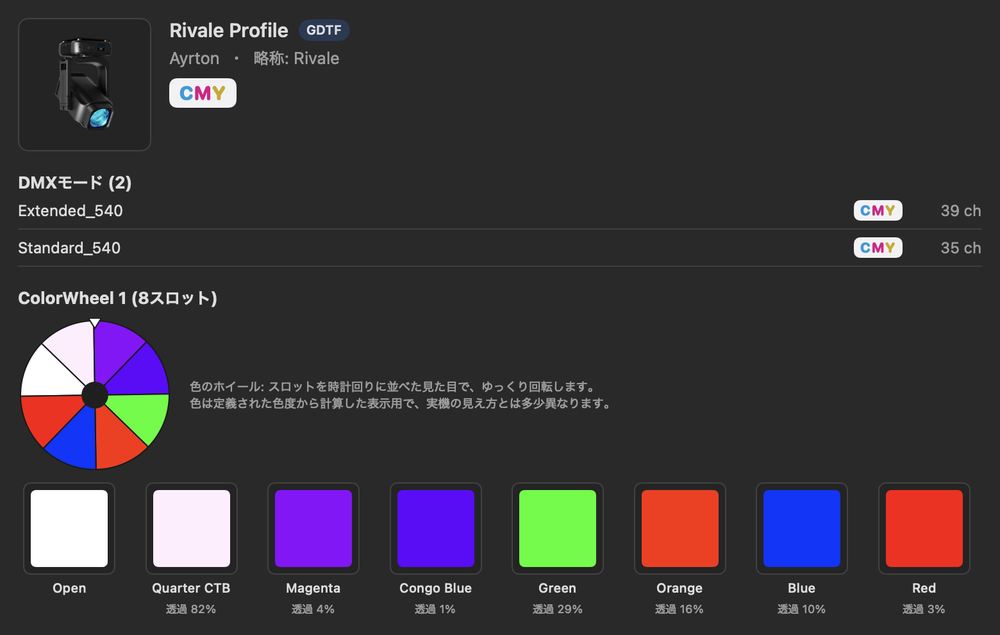 Rivale Profile GDTF
Ayrton ・ 略称: Rivale
CMY
DMXモード (2)
Extended_540 CMY 39 ch
Standard_540 CMY 35 ch
ColorWheel 1 (8スロット)
色のホイール: スロットを時計回りに並べた見た目で、ゆっくり回転します。
色は定義された色度から計算した表示用で、実機の見え方とは多少異なります。
Open Quarter CTB Magenta Congo Blue Green Orange Blue Red
透過 82% 透過 4% 透過 1% 透過 29% 透過 16% 透過 10% 透過 3%